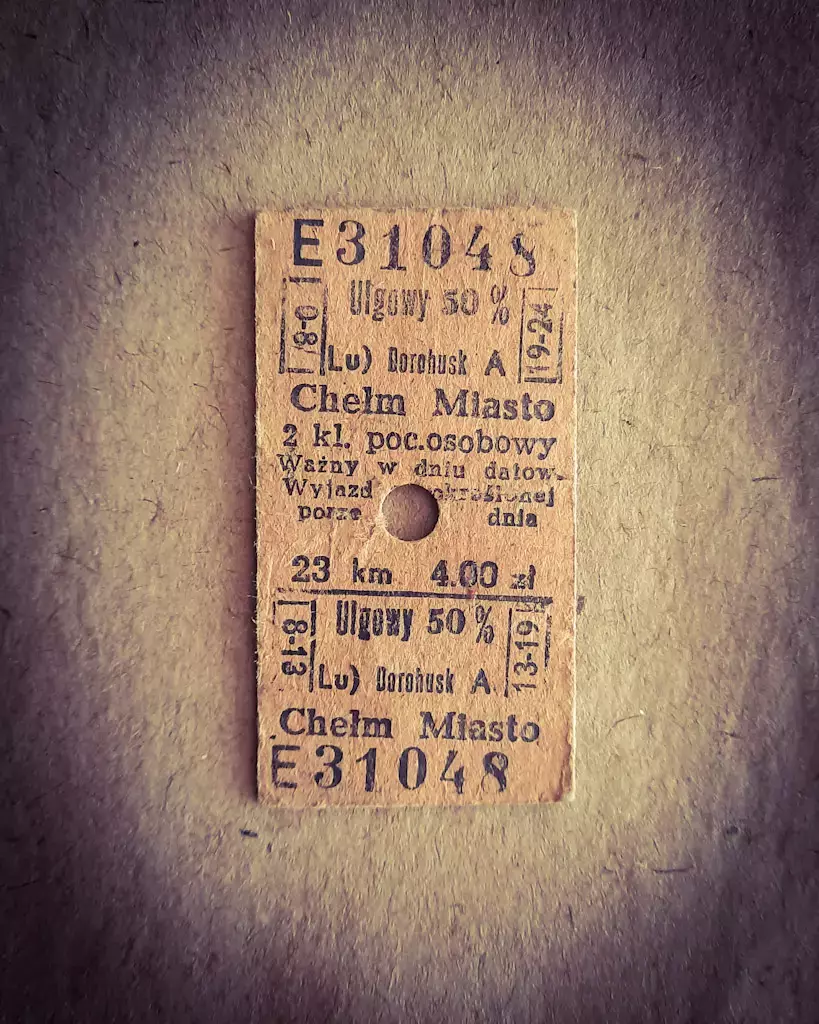 E31048
Ulgowy 50 %
0-8
19-24
(Lu) Dorohusk A
Chełm Miasto
2 kl. poc.osobowy
Ważny w dniu datow.
Wyjazd określonej
porze dnia
23 km 4.00 zł
Ulgowy 50 %
8-13
13-19
(Lu) Dorohusk A
Chełm Miasto
E31048